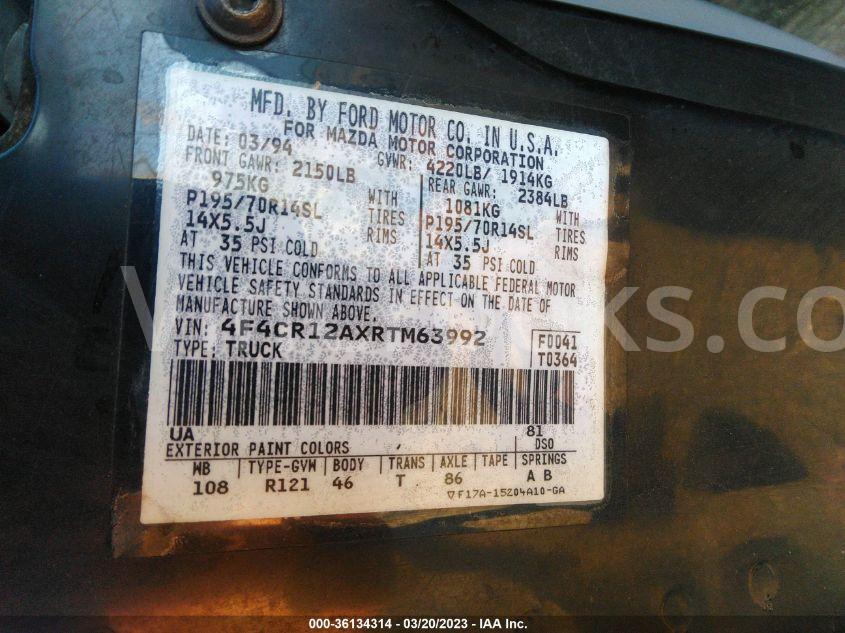 MFD. BY FORD MOTOR CO. IN U.S.A.
FOR MAZDA MOTOR CORPORATION
DATE: 03/94 GVWR: 4220LB/ 1914KG
FRONT GAWR: 2150LB REAR GAWR: 2384LB
975KG WITH 1081KG WITH
P195/70R14SL TIRES P195/70R14SL TIRES
14X5.5J RIMS 14X5.5J RIMS
AT 35 PSI COLD AT 35 PSI COLD
THIS VEHICLE CONFORMS TO ALL APPLICABLE FEDERAL MOTOR
VEHICLE SAFETY STANDARDS IN EFFECT ON THE DATE OF
MANUFACTURE SHOWN ABOVE.
VIN: 4F4CR12AXRTM63992 F0041
TYPE: TRUCK T0364
UA 81
EXTERIOR PAINT COLORS DSO
WB TYPE-GVW BODY TRANS AXLE TAPE SPRINGS
108 R121 46 T 86 A B
F17A-15204A10-GA
000-36134314 - 03/20/2023 - IAA Inc.